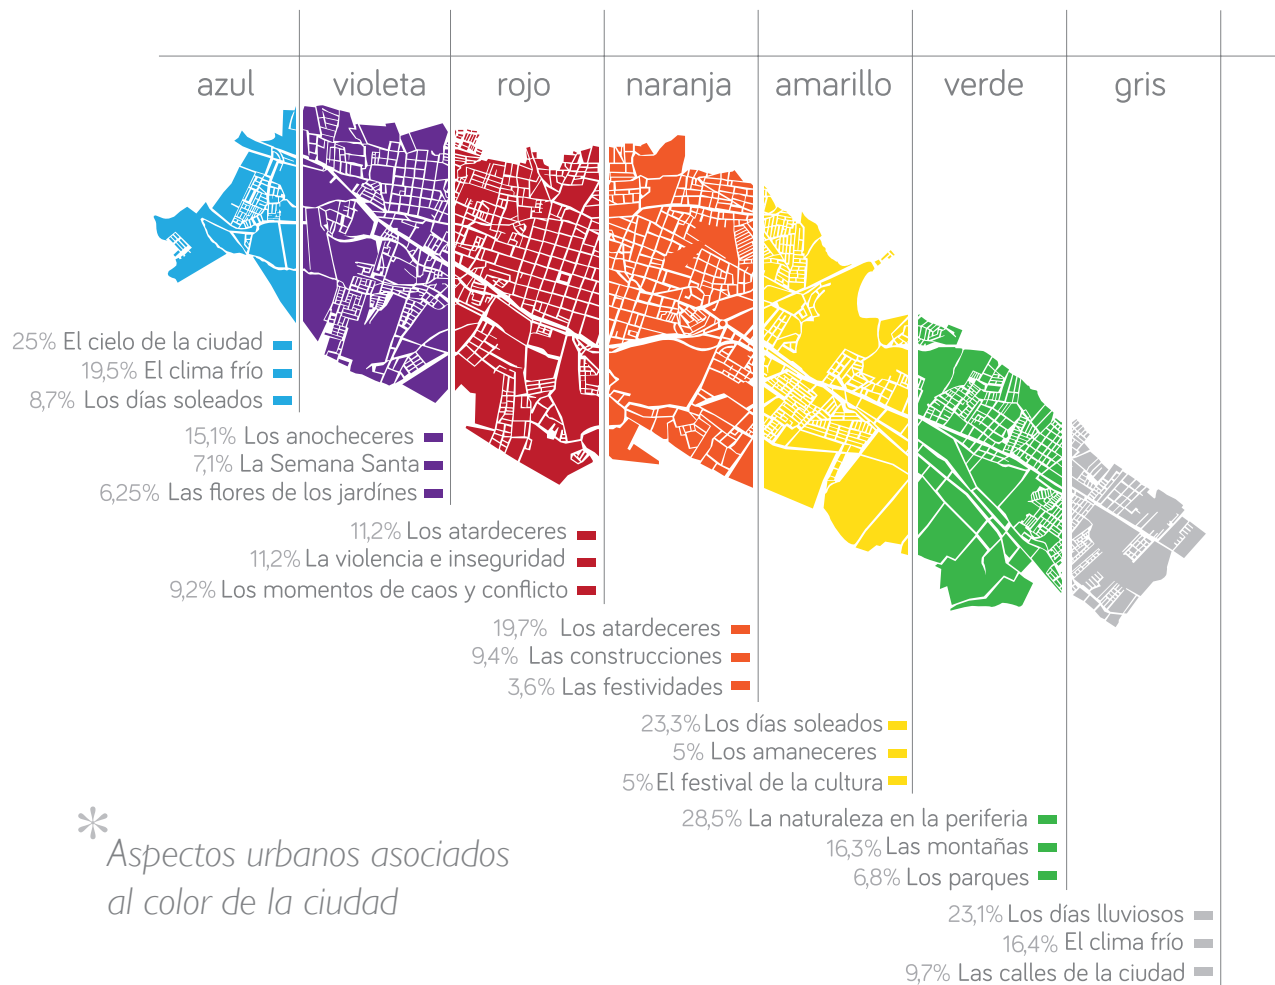 azul
violeta
rojo
naranja
amarillo
verde
gris
25% El cielo de la ciudad
19,5% El clima frío
8,7% Los días soleados
15,1% Los anocheceres
7,1% La Semana Santa
6,25% Las flores de los jardínes
11,2% Los atardeceres
11,2% La violencia e inseguridad
9,2% Los momentos de caos y conflicto
19,7% Los atardeceres
9,4% Las construcciones
3,6% Las festividades
23,3% Los días soleados
5% Los amaneceres
5% El festival de la cultura
28,5% La naturaleza en la periferia
16,3% Las montañas
6,8% Los parques
23,1% Los días lluviosos
16,4% El clima frío
9,7% Las calles de la ciudad
* Aspectos urbanos asociados
al color de la ciudad